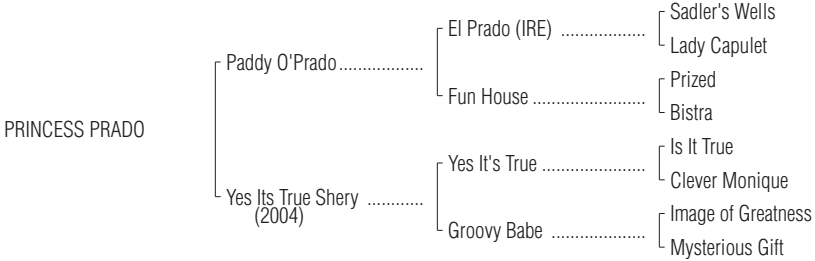 Sadler's Wells
El Prado (IRE) ...................
Lady Capulet
Paddy O'Prado..................
Prized
Fun House ........................
Bistra
PRINCESS PRADO
Is It True
Yes It's True ......................
Clever Monique
Yes Its True Shery ............
(2004)
Image of Greatness
Groovy Babe ....................
Mysterious Gift